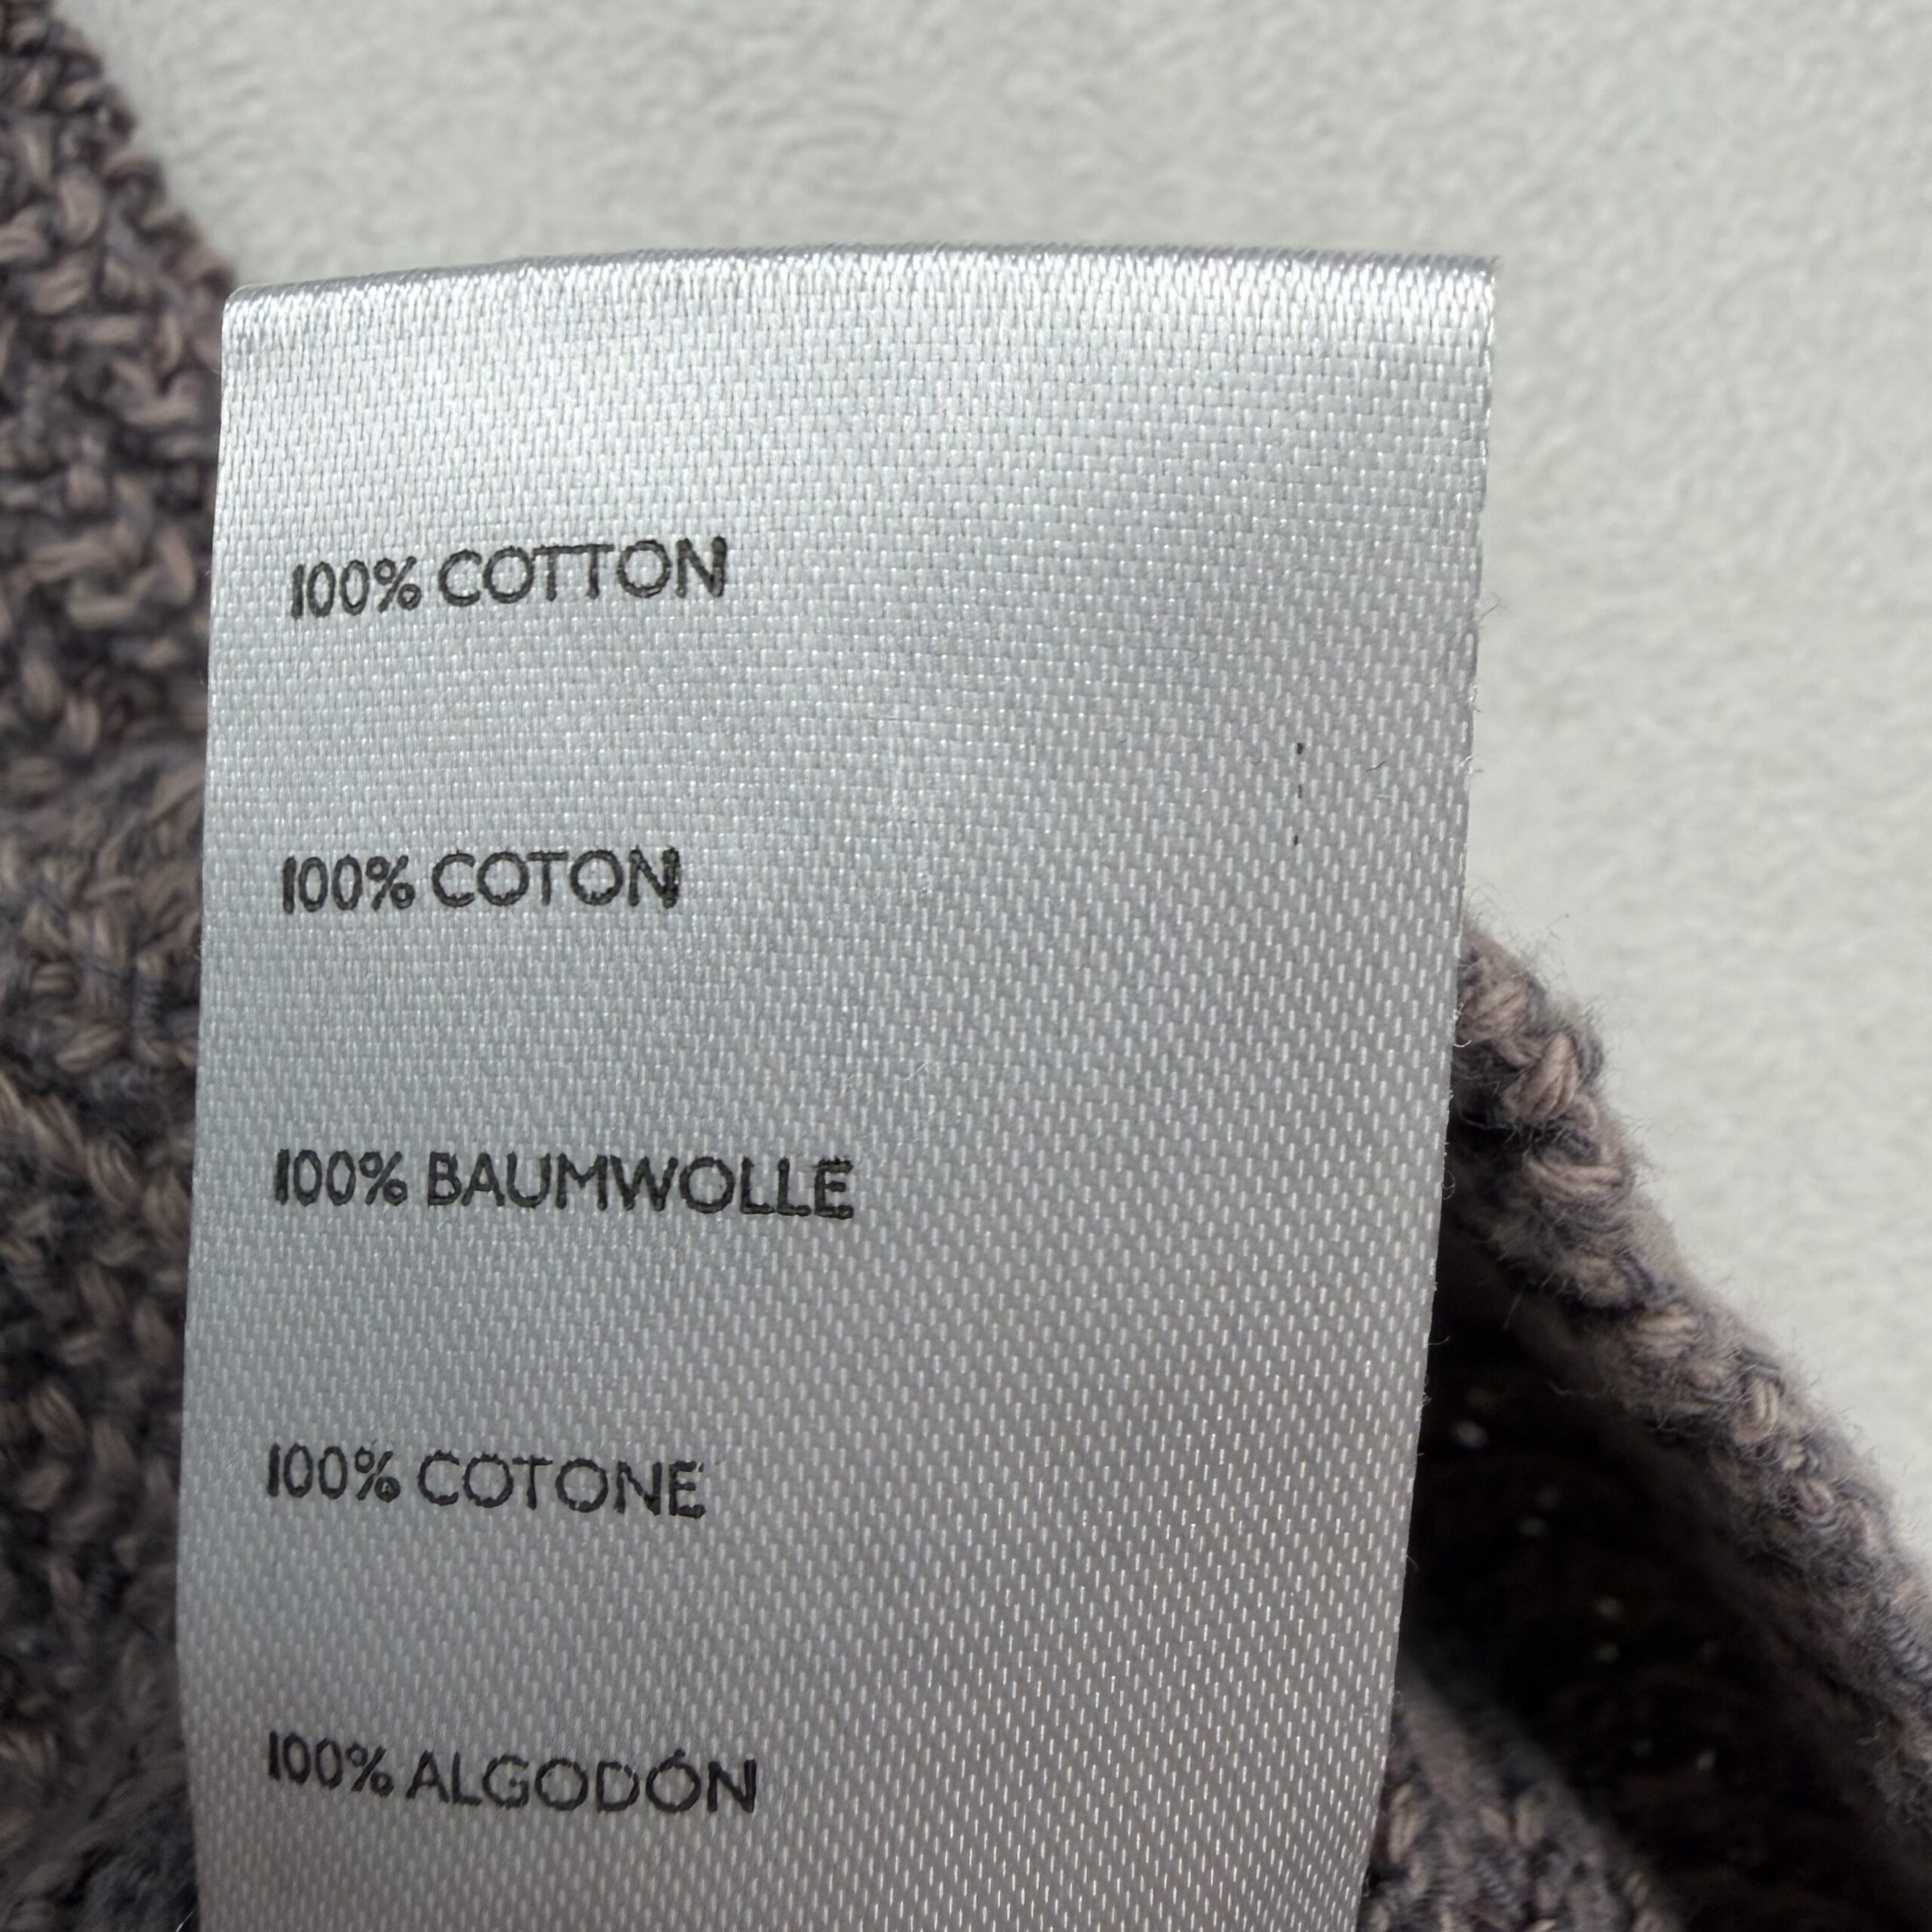 100% COTTON
100% COTON
100% BAUMWOLLE
100% COTONE
100% ALGODÓN